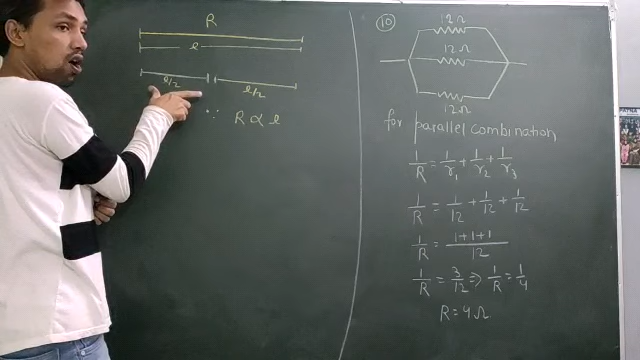 R
l
l/2 l/2
∵ R ∝ l
10
12Ω
12Ω
12Ω
for parallel combination
1/R = 1/r₁ + 1/r₂ + 1/r₃
1/R = 1/12 + 1/12 + 1/12
1/R = 1+1+1/12
1/R = 3/12 ⇒ 1/R = 1/4
R = 4Ω